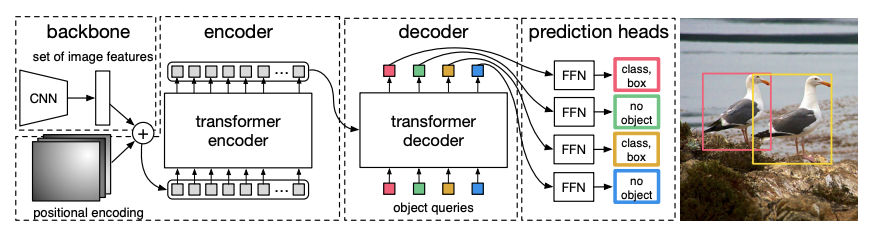 backbone
set of image features
CNN
+
positional encoding
encoder
...
transformer
encoder
...
decoder
transformer
decoder
object queries
prediction heads
FFN
class,
box
FFN
no
object
FFN
class,
box
FFN
no
object